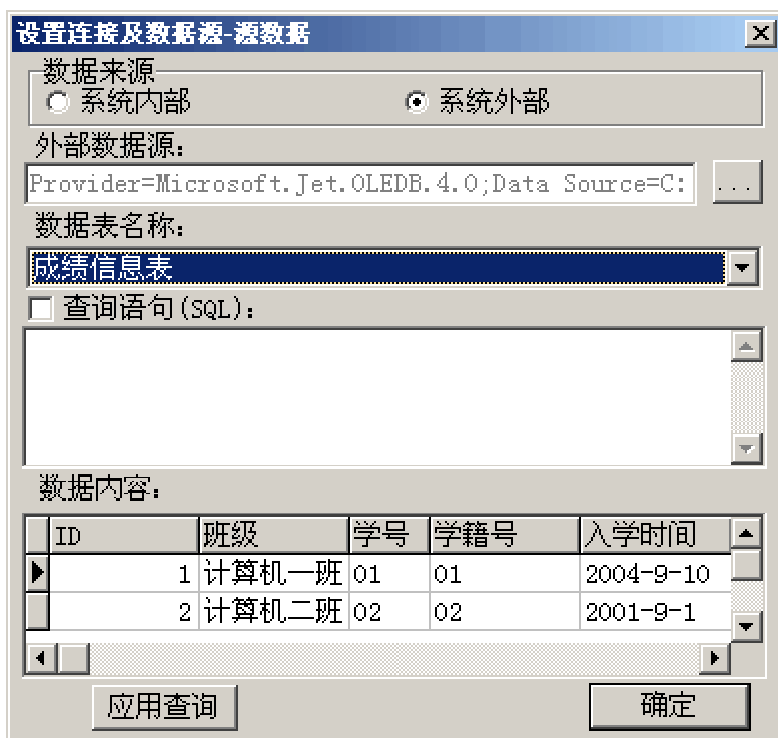 设置连接及数据源-源数据
数据来源
系统内部 系统外部
外部数据源:
Provider=Microsoft.Jet.OLEDB.4.0;Data Source=C: ...
数据表名称:
成绩信息表
查询语句(SQL):
数据内容:
ID 班级 学号 学籍号 入学时间
1 计算机一班 01 01 2004-9-10
2 计算机二班 02 02 2001-9-1
应用查询 确定